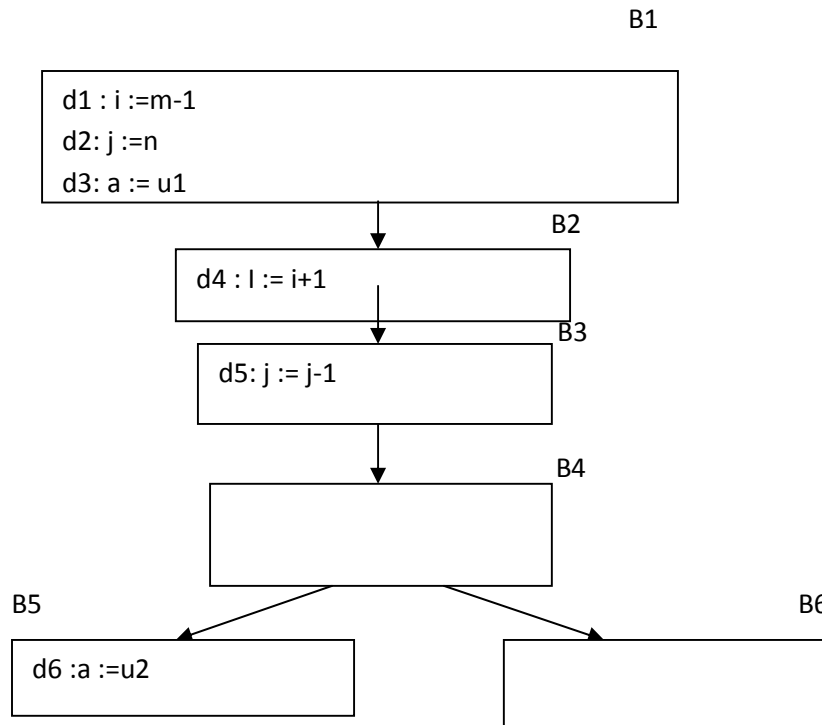 B1
d1 : i :=m-1
d2: j :=n
d3: a := u1
B2
d4 : I := i+1
B3
d5: j := j-1
B4
B5
B6
d6 :a :=u2